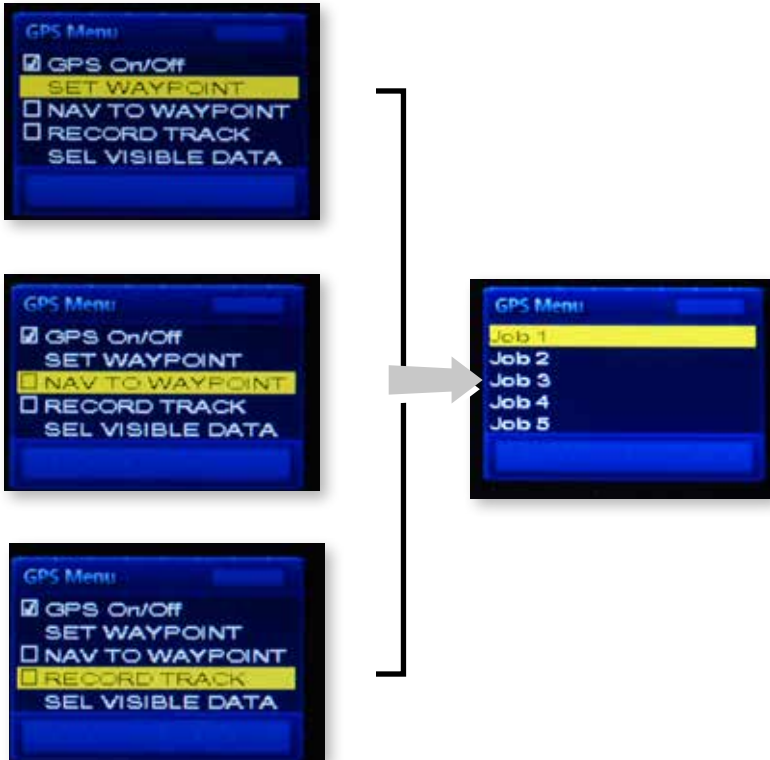 GPS Menu
GPS On/Off
SET WAYPOINT
NAV TO WAYPOINT
RECORD TRACK
SEL VISIBLE DATA
GPS Menu
GPS On/Off
SET WAYPOINT
NAV TO WAYPOINT
RECORD TRACK
SEL VISIBLE DATA
GPS Menu
Job 1
Job 2
Job 3
Job 4
Job 5
GPS Menu
GPS On/Off
SET WAYPOINT
NAV TO WAYPOINT
RECORD TRACK
SEL VISIBLE DATA